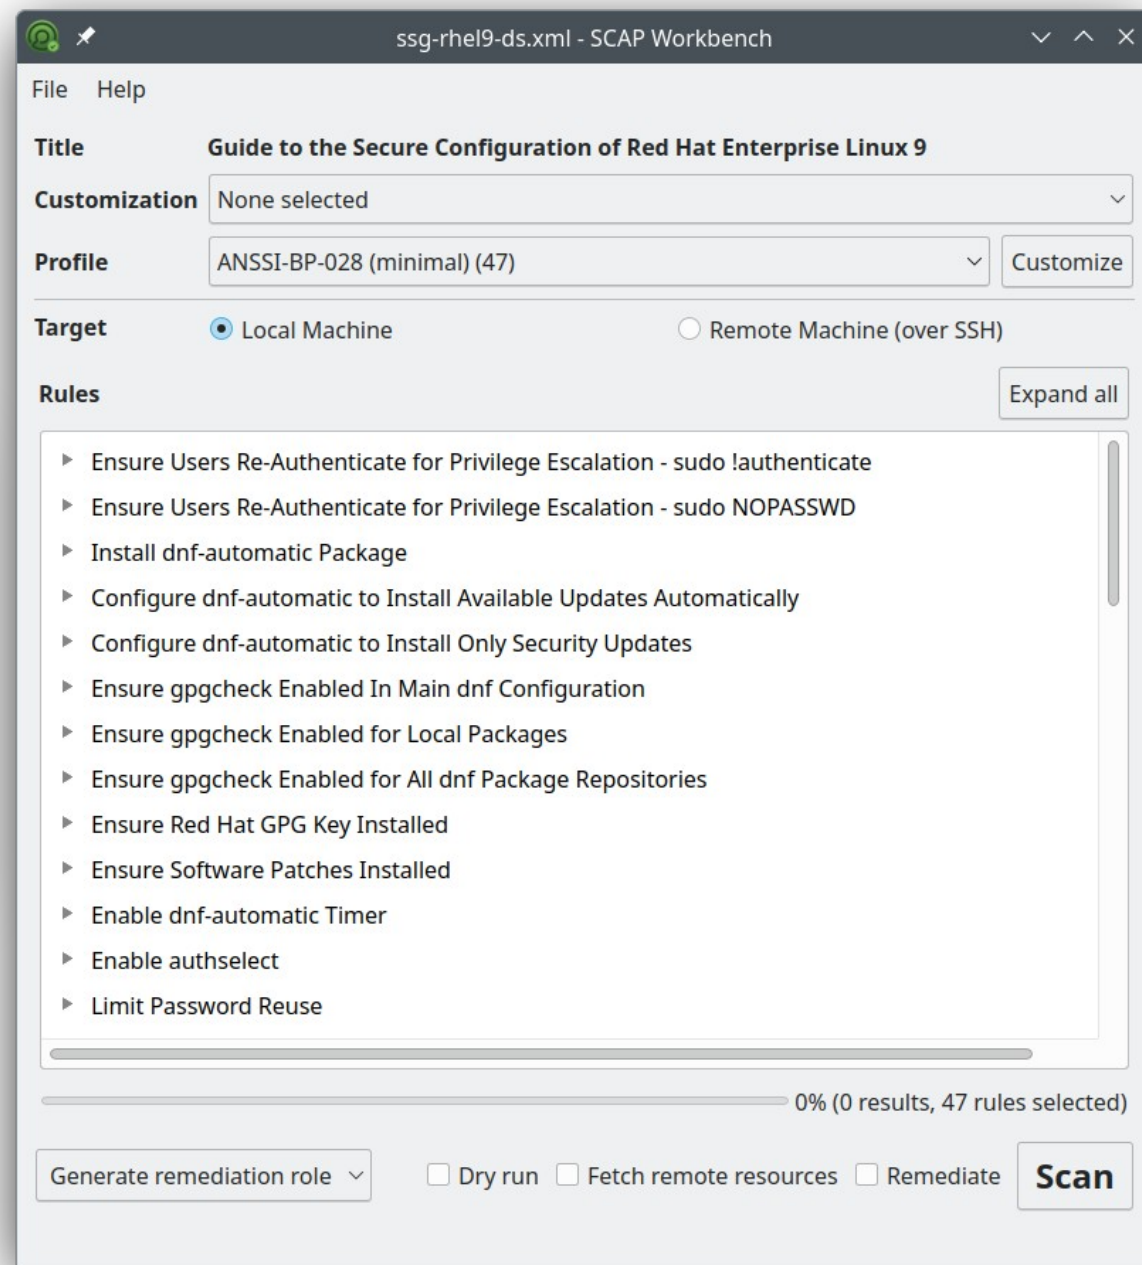 ssg-rhel9-ds.xml - SCAP Workbench
File Help
Title Guide to the Secure Configuration of Red Hat Enterprise Linux 9
Customization None selected
Profile ANSSI-BP-028 (minimal) (47) Customize
Target Local Machine Remote Machine (over SSH)
Rules Expand all
Ensure Users Re-Authenticate for Privilege Escalation - sudo !authenticate
Ensure Users Re-Authenticate for Privilege Escalation - sudo NOPASSWD
Install dnf-automatic Package
Configure dnf-automatic to Install Available Updates Automatically
Configure dnf-automatic to Install Only Security Updates
Ensure gpgcheck Enabled In Main dnf Configuration
Ensure gpgcheck Enabled for Local Packages
Ensure gpgcheck Enabled for All dnf Package Repositories
Ensure Red Hat GPG Key Installed
Ensure Software Patches Installed
Enable dnf-automatic Timer
Enable authselect
Limit Password Reuse
0% (0 results, 47 rules selected)
Generate remediation role Dry run Fetch remote resources Remediate Scan